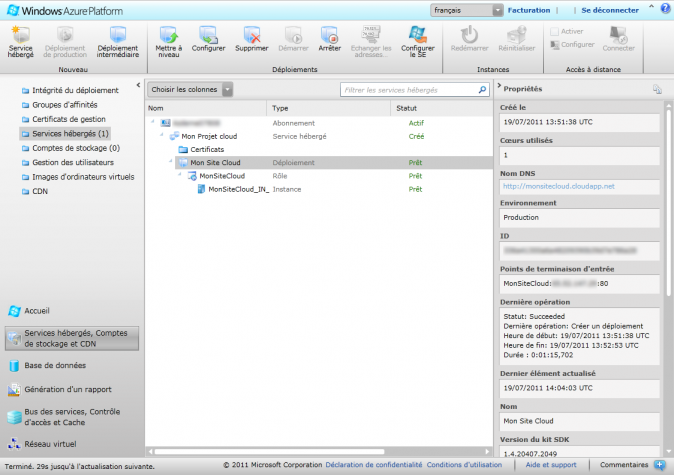 Windows Azure Platform
français
Facturation | Se déconnecter
Service hébergé
Déploiement de production
Déploiement intermédiaire
Nouveau
Mettre à niveau
Configurer
Supprimer
Démarrer
Arrêter
Echanger les adresses...
Configurer le SE
Déploiements
Redémarrer
Réinitialiser
Instances
Activer
Configurer
Connecter
Accès à distance
Intégrité du déploiement
Groupes d'affinités
Certificats de gestion
Services hébergés (1)
Comptes de stockage (0)
Gestion des utilisateurs
Images d'ordinateurs virtuels
CDN
Accueil
Services hébergés, Comptes de stockage et CDN
Base de données
Génération d'un rapport
Bus des services, Contrôle d'accès et Cache
Réseau virtuel
Choisir les colonnes
Filtrer les services hébergés
Nom Type Statut
Abonnement Actif
Mon Projet cloud Service hébergé Créé
Certificats
Mon Site Cloud Déploiement Prêt
MonSiteCloud Rôle Prêt
MonSiteCloud_IN_ Instance Prêt
Propriétés
Créé le
19/07/2011 13:51:38 UTC
Cœurs utilisés
1
Nom DNS
http://monsitecloud.cloudapp.net
Environnement
Production
ID
Points de terminaison d'entrée
MonSiteCloud: :80
Dernière opération
Statut: Succeeded
Dernière opération: Créer un déploiement
Heure de début: 19/07/2011 13:51:38 UTC
Heure de fin: 19/07/2011 13:52:53 UTC
Durée : 0:01:15,702
Dernier élément actualisé
19/07/2011 14:04:03 UTC
Nom
Mon Site Cloud
Version du kit SDK
1.4.20407.2049
Terminé. 29s jusqu'à l'actualisation suivante.
© 2011 Microsoft Corporation Déclaration de confidentialité Conditions d'utilisation | Aide et support | Commentaires